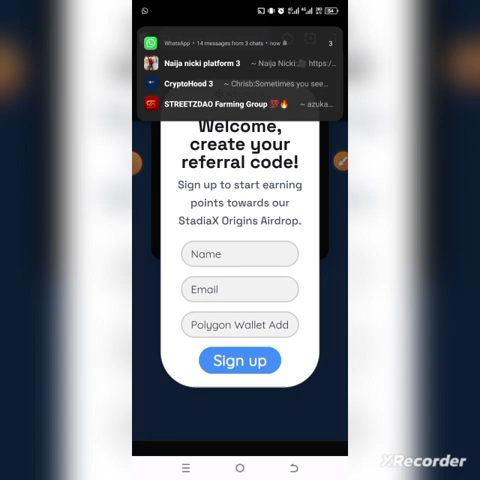 WhatsApp • 14 messages from 3 chats • now
3
Naija nicki platform 3 ~ Naija Nicki🎥 https:/..
CryptoHood 3 ~ Chrisb:Sometimes you see...
STREETZDAO Farming Group 💯🔥 ~ azuka...
Welcome,
create your
referral code!
Sign up to start earning
points towards our
StadiaX Origins Airdrop.
Name
Email
Polygon Wallet Add
Sign up
XRecorder